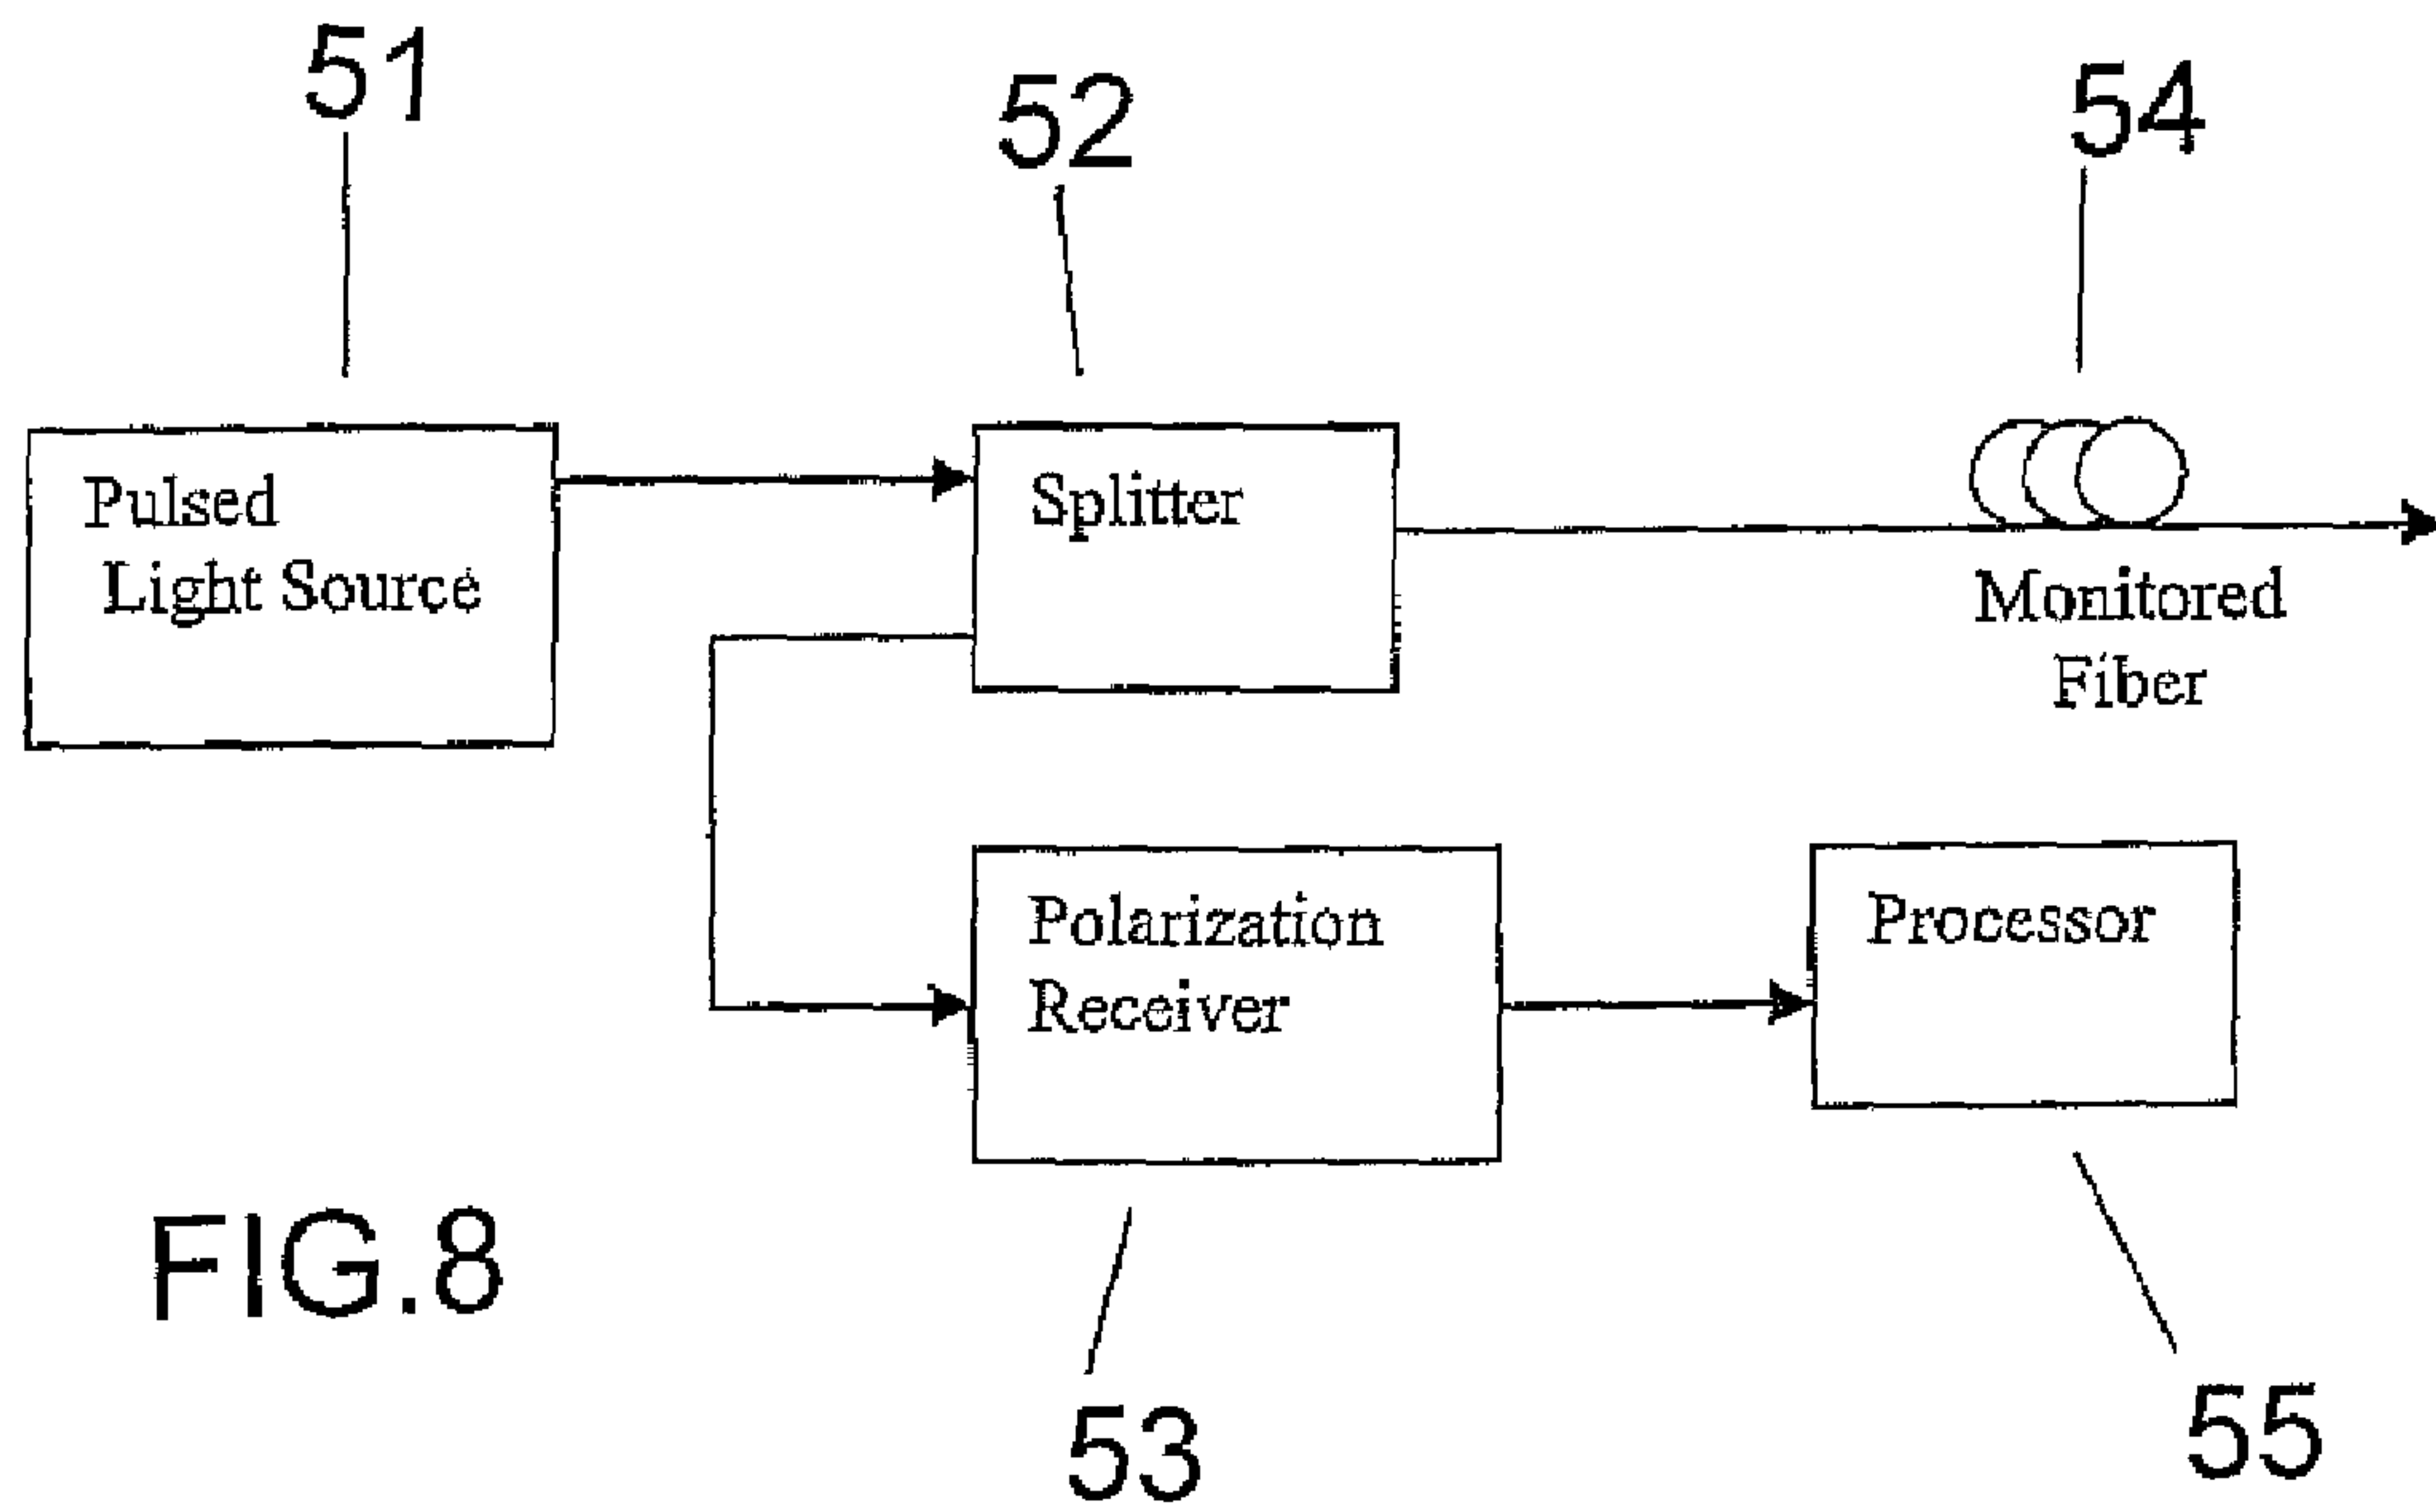 51
52
54
Pulsed
Light Source
Splitter
Monitored
Fiber
Polarization
Receiver
Processor
FIG.8
53
55